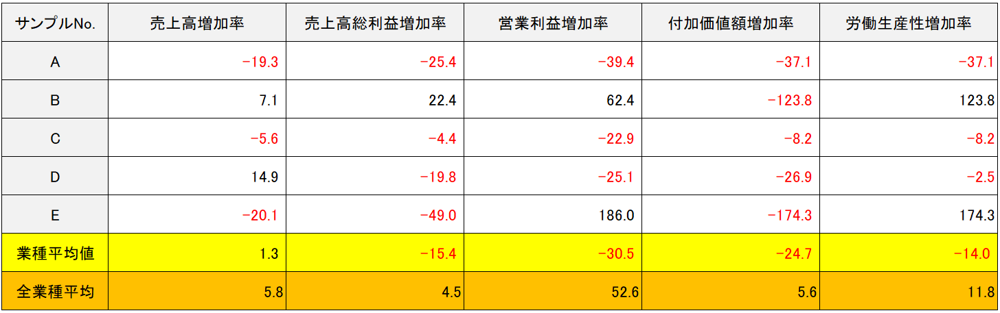 サンプルNo. 売上高増加率 売上高総利益増加率 営業利益増加率 付加価値額増加率 労働生産性増加率
A -19.3 -25.4 -39.4 -37.1 -37.1
B 7.1 22.4 62.4 -123.8 123.8
C -5.6 -4.4 -22.9 -8.2 -8.2
D 14.9 -19.8 -25.1 -26.9 -2.5
E -20.1 -49.0 186.0 -174.3 174.3
業種平均値 1.3 -15.4 -30.5 -24.7 -14.0
全業種平均 5.8 4.5 52.6 5.6 11.8